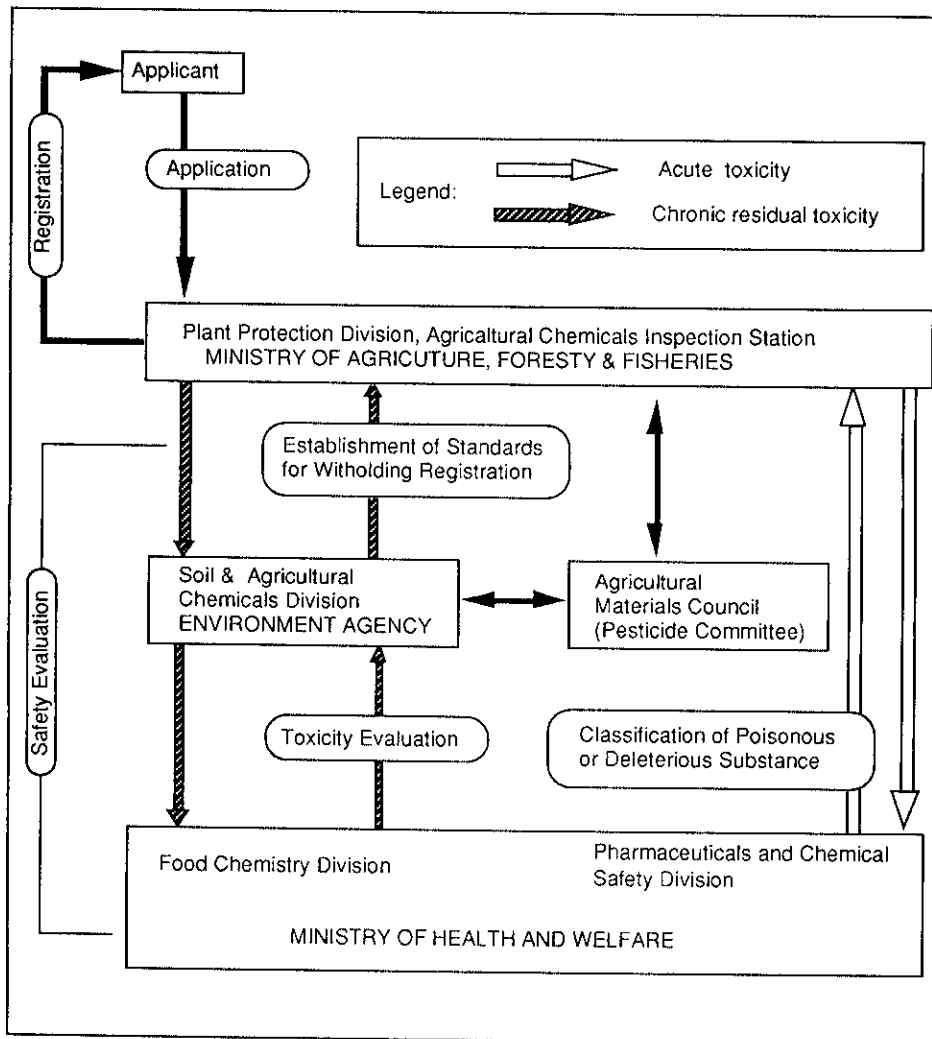 Applicant
Registration
Application
Legend:
Acute toxicity
Chronic residual toxicity
Plant Protection Division, Agricaltural Chemicals Inspection Station
MINISTRY OF AGRICUTURE, FORESTY & FISHERIES
Establishment of Standards
for Witholding Registration
Soil & Agricultural
Chemicals Division
ENVIRONMENT AGENCY
Agricultural
Materials Council
(Pesticide Committee)
Safety Evaluation
Toxicity Evaluation
Classification of Poisonous
or Deleterious Substance
Food Chemistry Division
Pharmaceuticals and Chemical
Safety Division
MINISTRY OF HEALTH AND WELFARE